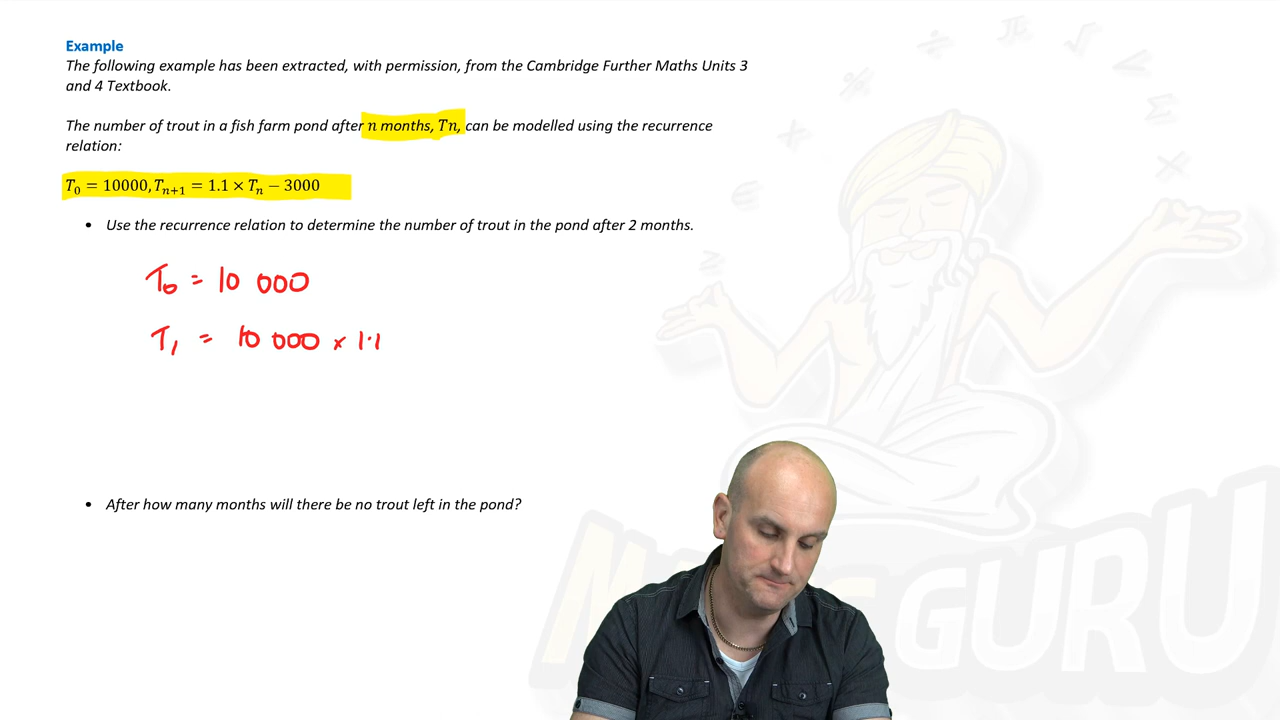 Example
The following example has been extracted, with permission, from the Cambridge Further Maths Units 3
and 4 Textbook.
The number of trout in a fish farm pond after n months, Tn, can be modelled using the recurrence
relation:
T₀ = 10000, Tₙ₊₁ = 1.1 × Tₙ − 3000
• Use the recurrence relation to determine the number of trout in the pond after 2 months.
T₀ = 10 000
T₁ = 10 000 × 1.1
• After how many months will there be no trout left in the pond?
GURU